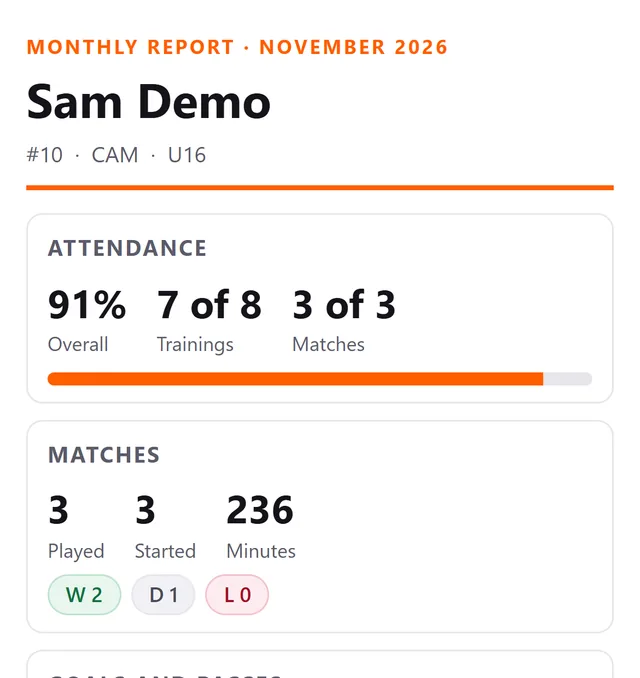 MONTHLY REPORT · NOVEMBER 2026
Sam Demo
#10 · CAM · U16
ATTENDANCE
91% 7 of 8 3 of 3
Overall Trainings Matches
MATCHES
3 3 236
Played Started Minutes
W 2 D 1 L 0